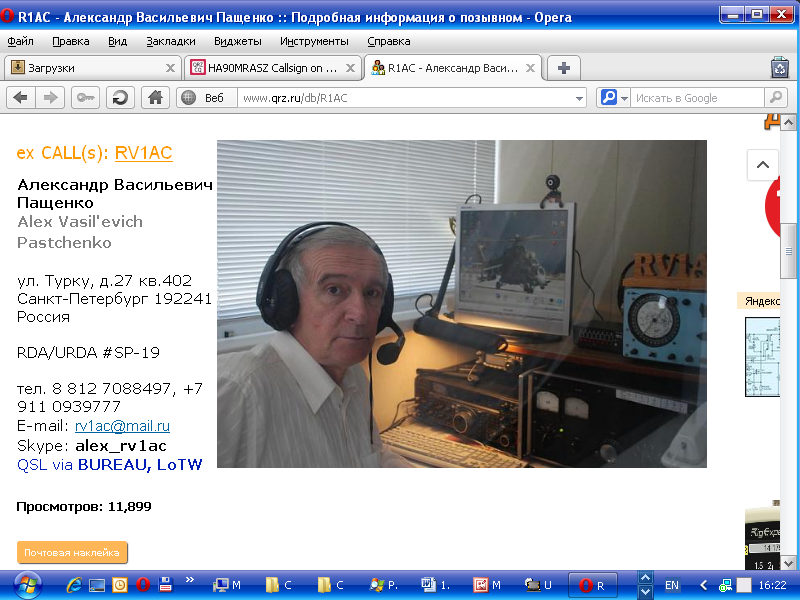 R1AC - Александр Васильевич Пащенко :: Подробная информация о позывном - Opera
Файл Правка Вид Закладки Виджеты Инструменты Справка
Загрузки
HA90MRASZ Callsign on ...
R1AC - Александр Васи...
Веб
www.qrz.ru/db/R1AC
Искать в Google
ex CALL(s): RV1AC
Александр Васильевич
Пащенко
Alex Vasil'evich
Pastchenko
ул. Турку, д.27 кв.402
Санкт-Петербург 192241
Россия
RDA/URDA #SP-19
тел. 8 812 7088497, +7
911 0939777
E-mail: rv1ac@mail.ru
Skype: alex_rv1ac
QSL via BUREAU, LoTW
Просмотров: 11,899
Почтовая наклейка
RV1A
Яндекс
M C C P. 1. M U R EN 16:22